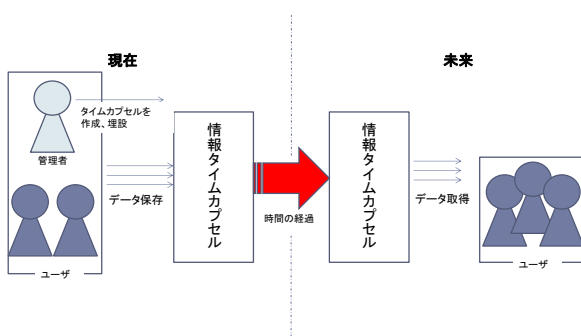 現在
未来
タイムカプセルを
作成、埋設
管理者
データ保存
ユーザ
情報タイムカプセル
時間の経過
情報タイムカプセル
データ取得
ユーザ